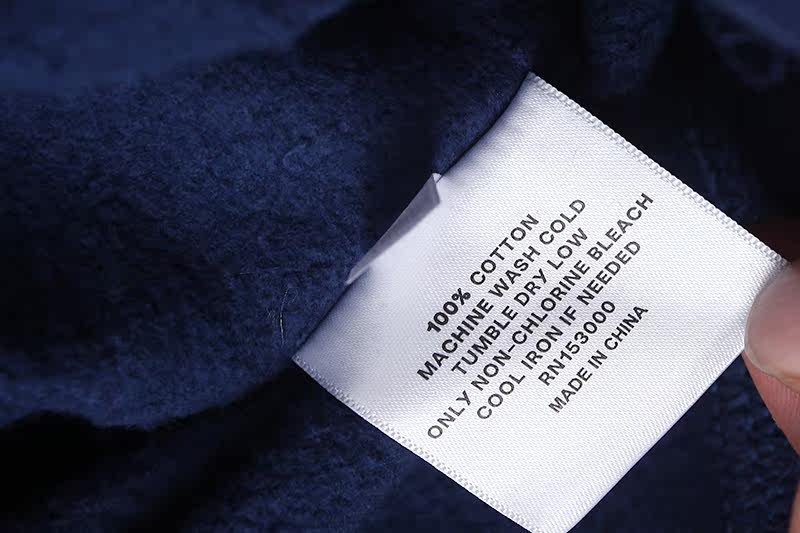 100% COTTON
MACHINE WASH COLD
TUMBLE DRY LOW
ONLY NON-CHLORINE BLEACH
COOL IRON IF NEEDED
RN153000
MADE IN CHINA